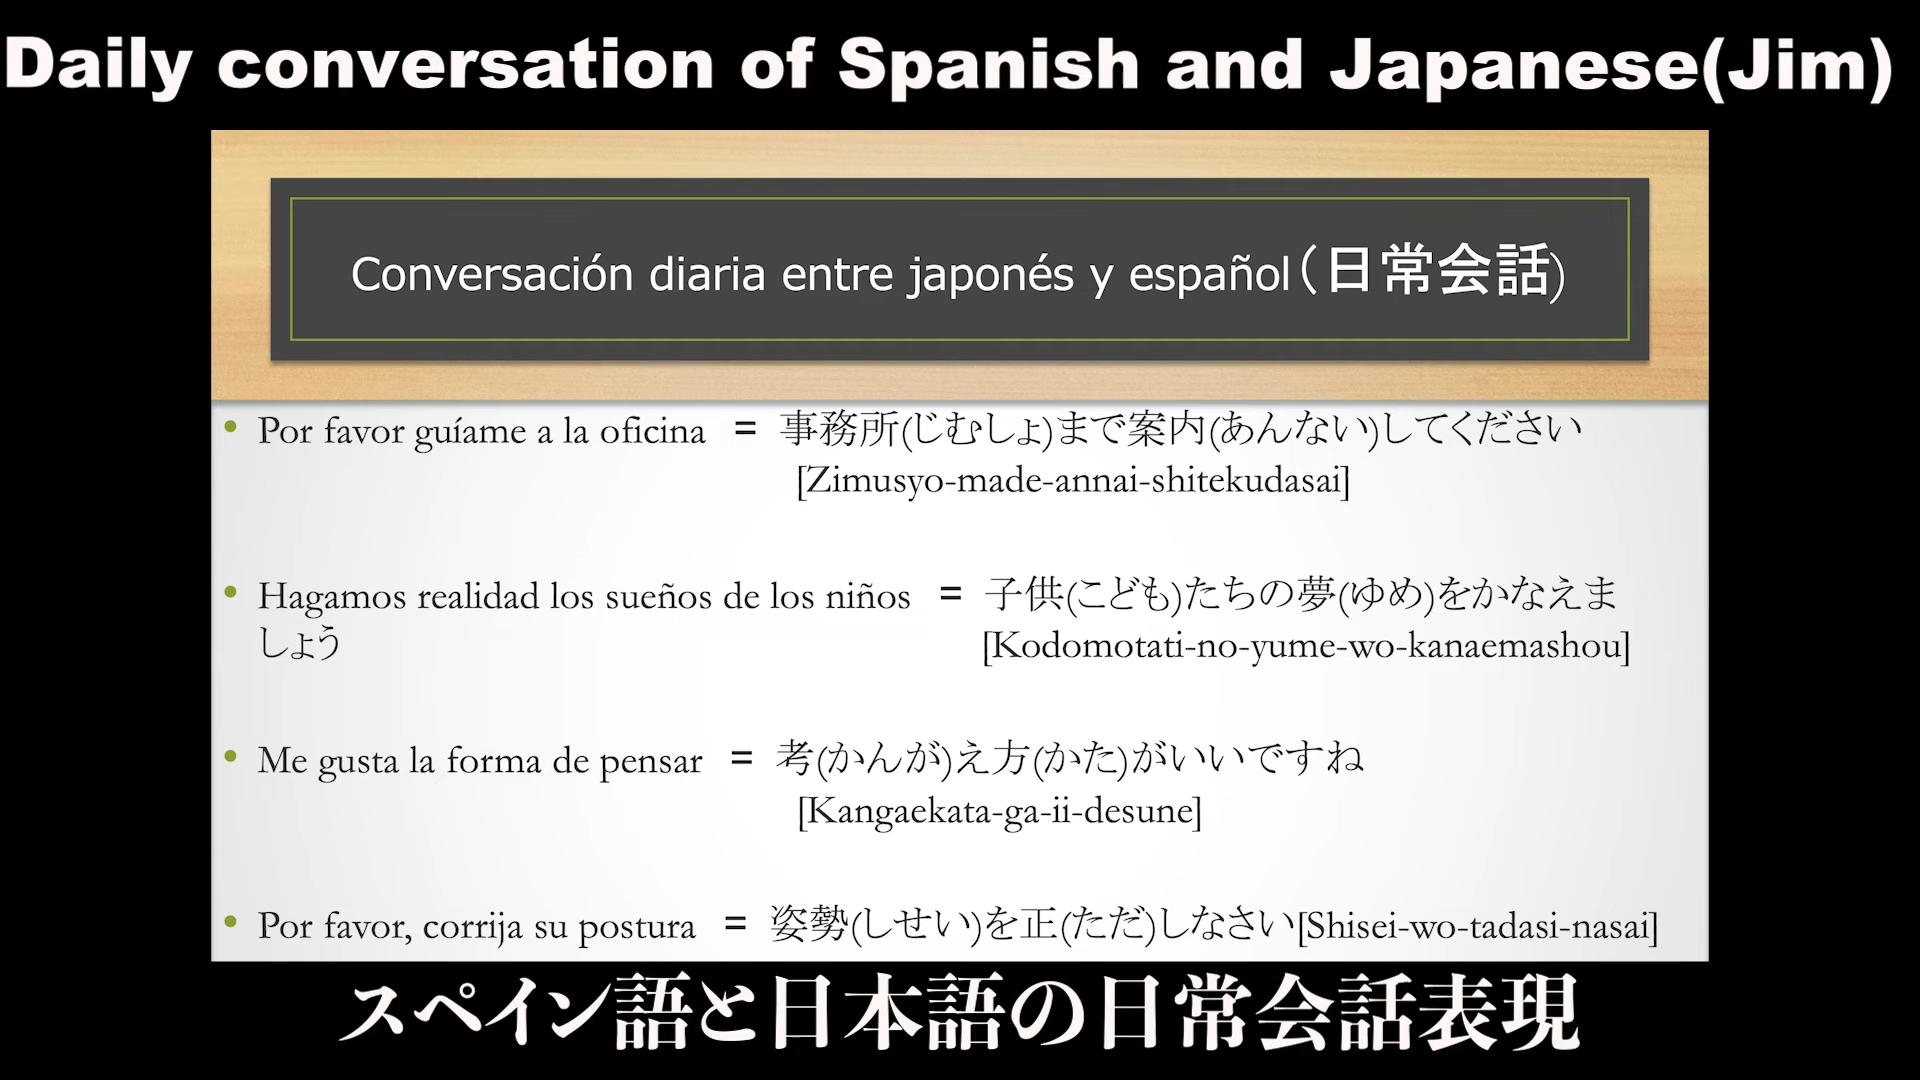 Daily conversation of Spanish and Japanese(Jim)
Conversación diaria entre japonés y español（日常会話)
• Por favor guíame a la oficina = 事務所(じむしょ)まで案内(あんない)してください
[Zimusyo-made-annai-shitekudasai]
• Hagamos realidad los sueños de los niños = 子供(こども)たちの夢(ゆめ)をかなえま
しょう [Kodomotati-no-yume-wo-kanaemashou]
• Me gusta la forma de pensar = 考(かんが)え方(かた)がいいですね
[Kangaekata-ga-ii-desune]
• Por favor, corrija su postura = 姿勢(しせい)を正(ただ)しなさい[Shisei-wo-tadasi-nasai]
スペイン語と日本語の日常会話表現